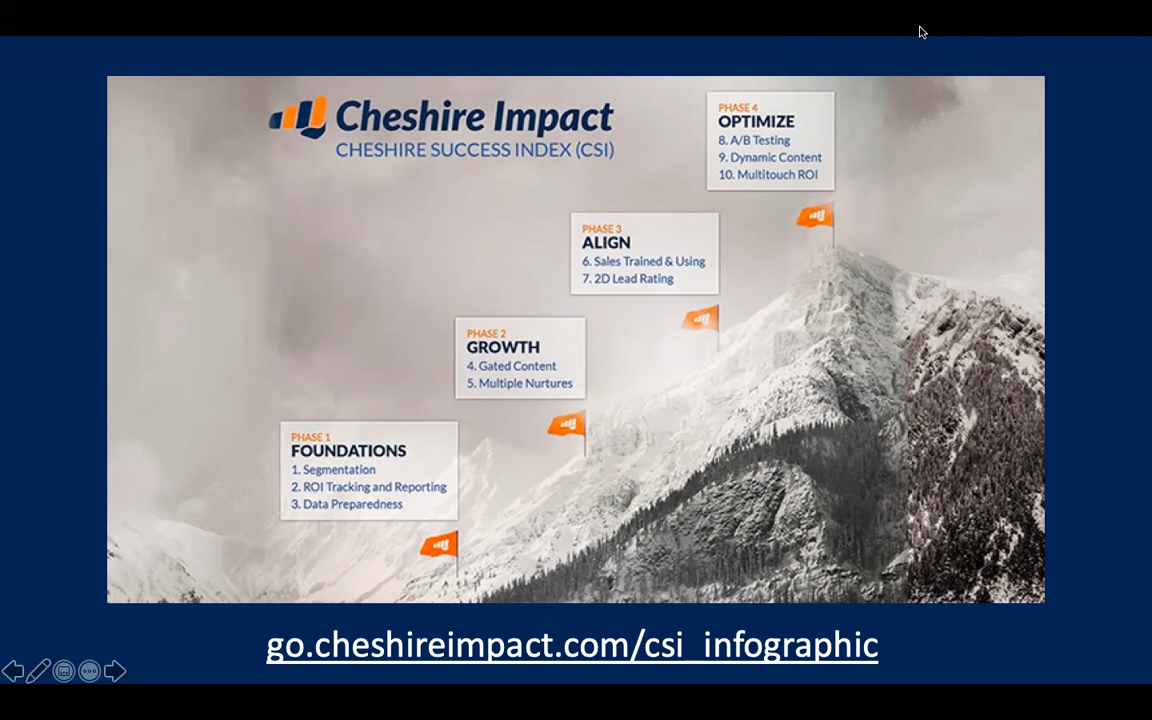 Cheshire Impact
CHESHIRE SUCCESS INDEX (CSI)
PHASE 4
OPTIMIZE
8. A/B Testing
9. Dynamic Content
10. Multitouch ROI
PHASE 3
ALIGN
6. Sales Trained & Using
7. 2D Lead Rating
PHASE 2
GROWTH
4. Gated Content
5. Multiple Nurtures
PHASE 1
FOUNDATIONS
1. Segmentation
2. ROI Tracking and Reporting
3. Data Preparedness
go.cheshireimpact.com/csi_infographic